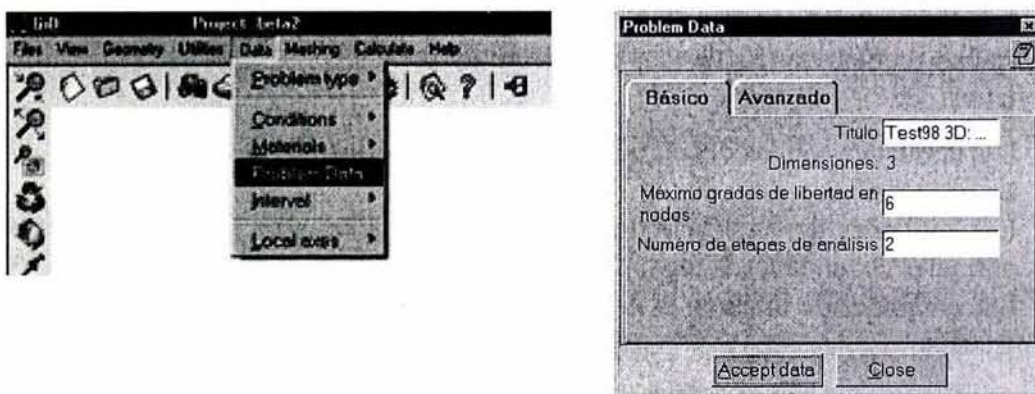 GiD Project: beta2
Files View Geometry Utilities Data Meshing Calculate Help
Problem type
Conditions
Materials
Problem Data
Interval
Local axes
Problem Data
Básico Avanzado
Titulo Test98 3D: ...
Dimensiones: 3
Máximo grados de libertad en
nodos 6
Numero de etapas de análisis 2
Accept data Close